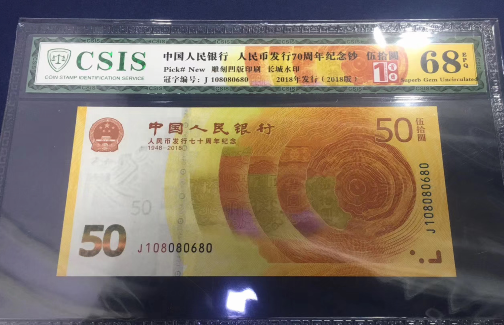 CSIS
COIN STAMP IDENTIFICATION SERVICE
中国人民银行 人民币发行70周年纪念钞 伍拾圆
Pick# New 雕刻凹版印刷 长城水印
冠字编号: J 108080680 2018年发行(2018版)
68 EPQ
Superb Gem Uncirculated
中国人民银行
人民币发行七十周年纪念
1948-2018
50 伍拾圆
50
50
J108080680
J108080680